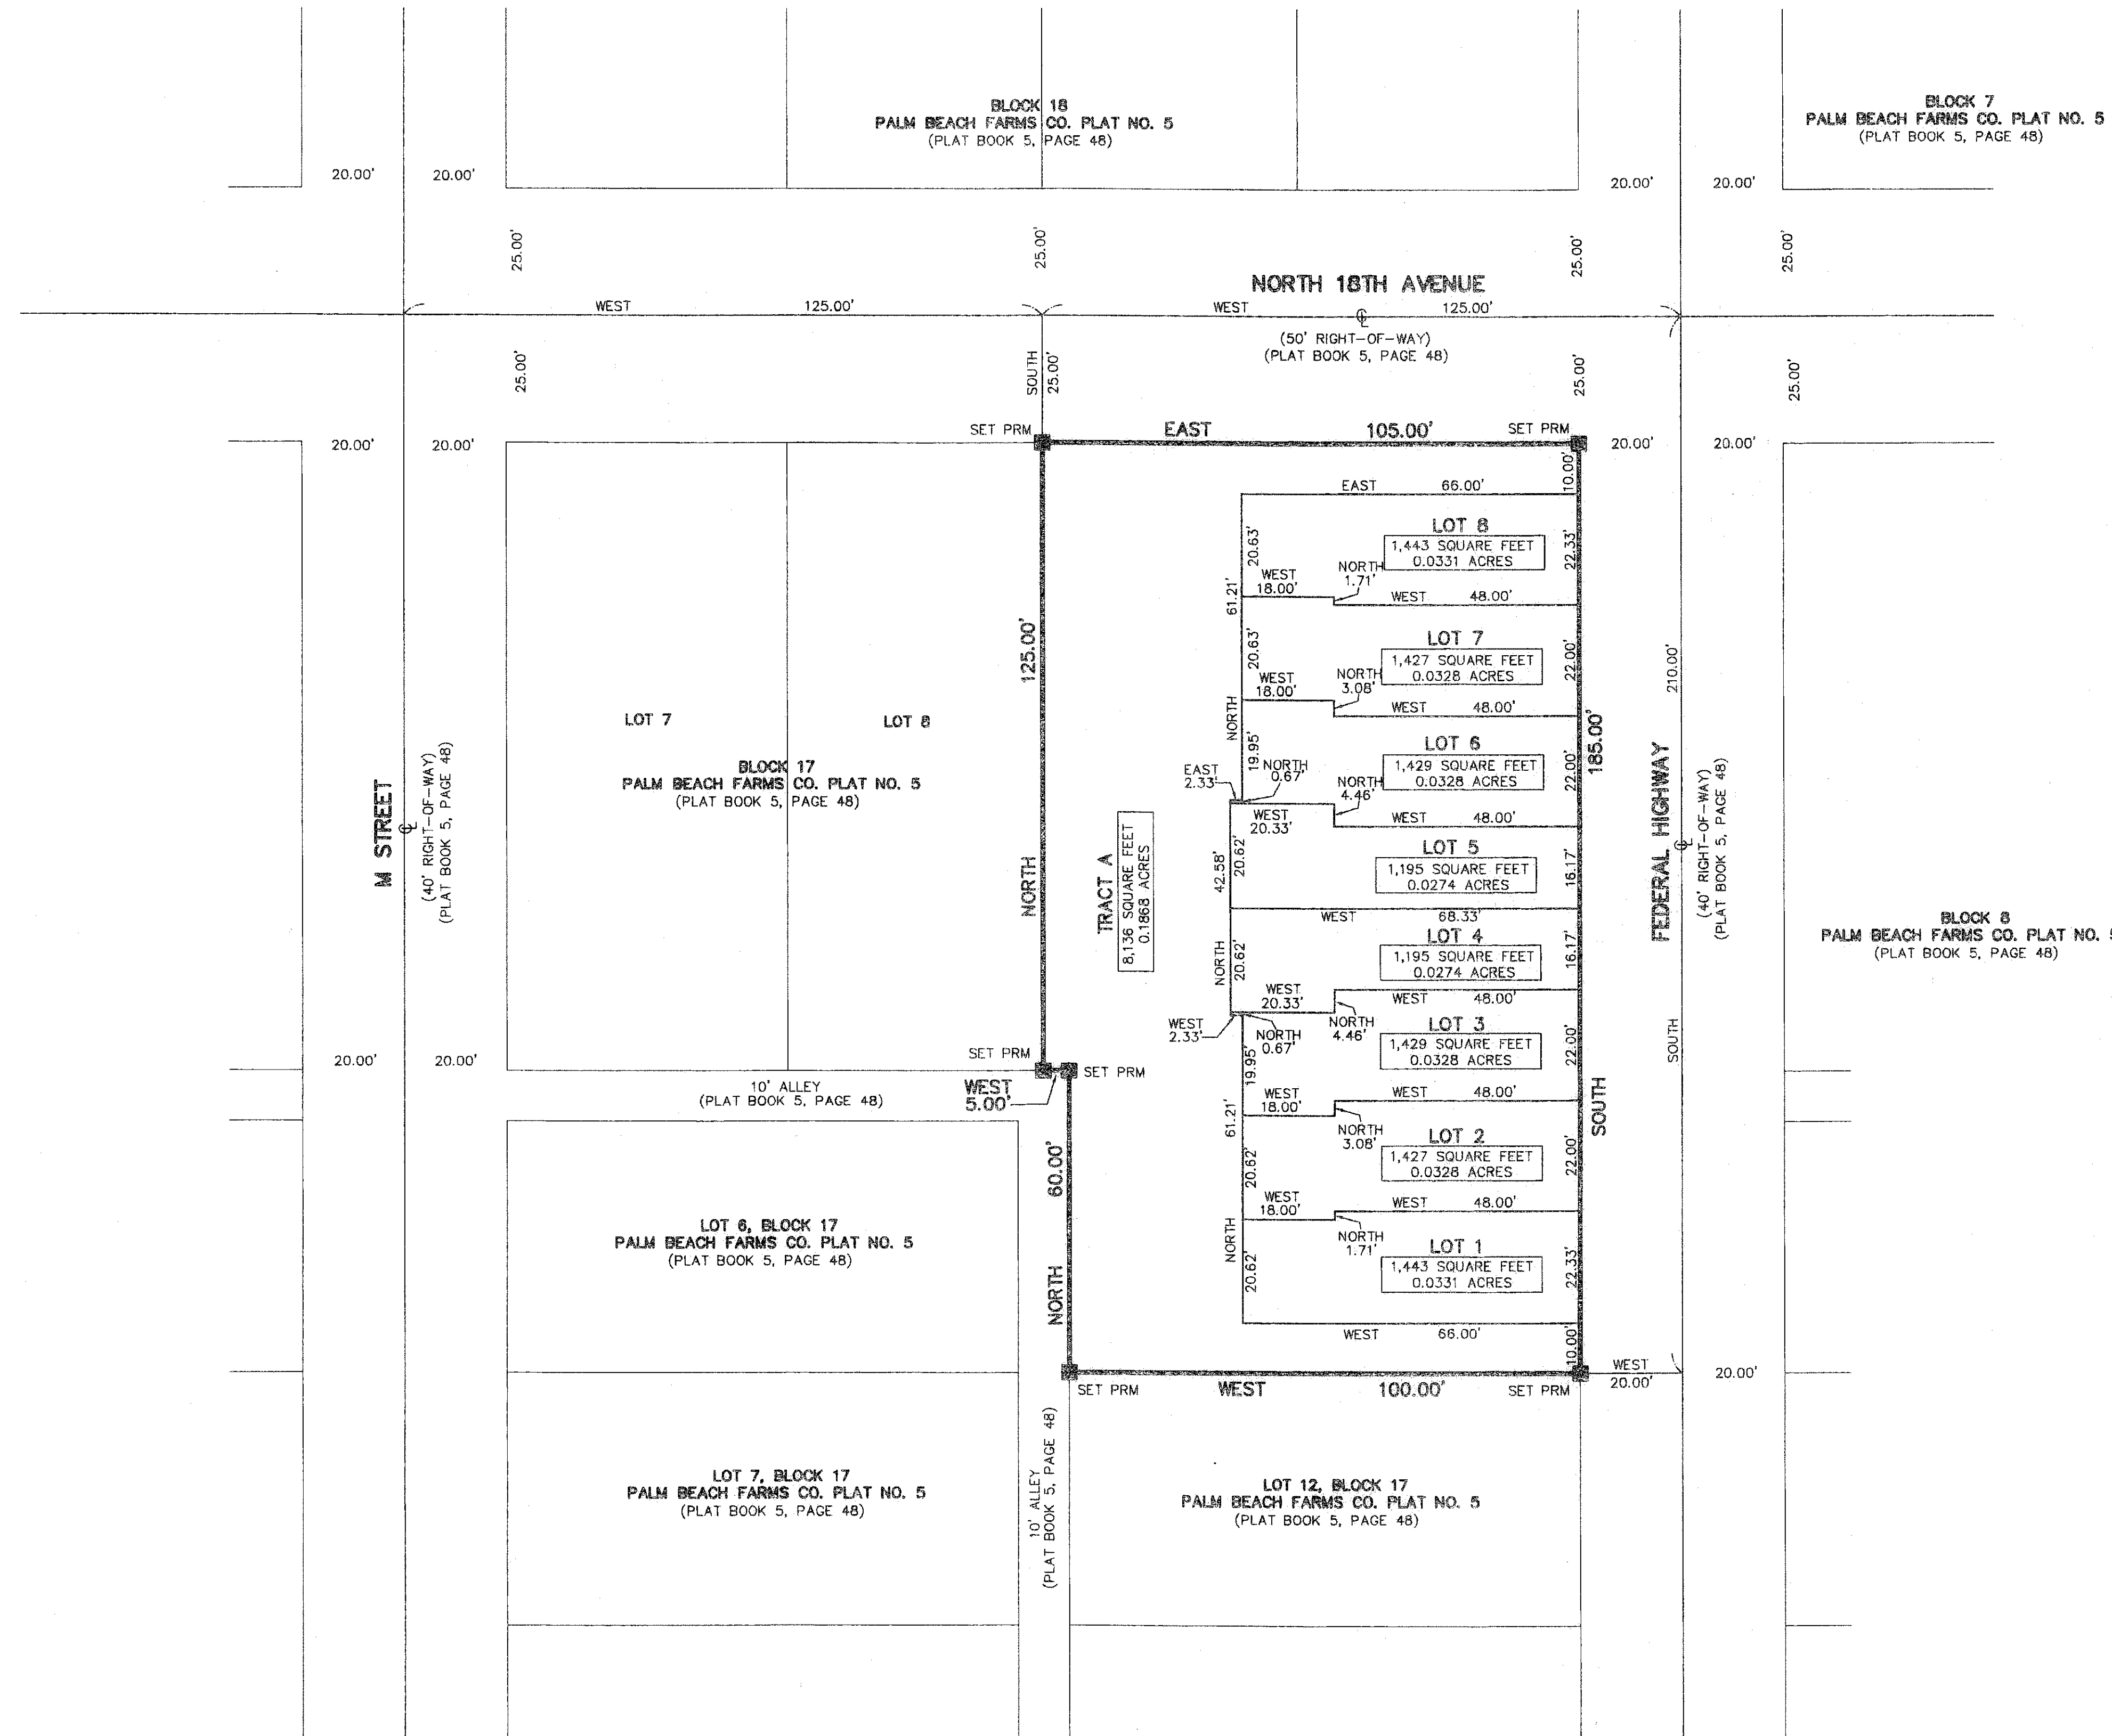 BLOCK 18
PALM BEACH FARMS CO. PLAT NO. 5
(PLAT BOOK 5, PAGE 48)
BLOCK 7
PALM BEACH FARMS CO. PLAT NO. 5
(PLAT BOOK 5, PAGE 48)
20.00'
20.00'
20.00'
20.00'
25.00'
25.00'
25.00'
25.00'
NORTH 18TH AVENUE
WEST
125.00'
WEST
125.00'
(50' RIGHT-OF-WAY)
(PLAT BOOK 5, PAGE 48)
25.00'
SOUTH
25.00'
25.00'
25.00'
20.00'
20.00'
SET PRM
EAST
105.00'
SET PRM
20.00'
20.00'
10.00'
EAST
66.00'
LOT 8
1,443 SQUARE FEET
0.0331 ACRES
20.63'
22.33'
WEST
18.00'
NORTH
1.71'
WEST
48.00'
61.21'
LOT 7
1,427 SQUARE FEET
0.0328 ACRES
20.63'
22.00'
WEST
18.00'
NORTH
3.08'
WEST
48.00'
NORTH
LOT 6
1,429 SQUARE FEET
0.0328 ACRES
19.95'
22.00'
EAST
2.33'
NORTH
0.67'
NORTH
4.46'
WEST
20.33'
WEST
48.00'
LOT 5
1,195 SQUARE FEET
0.0274 ACRES
42.58'
20.62'
16.17'
WEST
68.33'
LOT 4
1,195 SQUARE FEET
0.0274 ACRES
NORTH
20.62'
16.17'
WEST
20.33'
WEST
48.00'
WEST
2.33'
NORTH
0.67'
NORTH
4.46'
LOT 3
1,429 SQUARE FEET
0.0328 ACRES
19.95'
22.00'
WEST
18.00'
WEST
48.00'
NORTH
3.08'
61.21'
LOT 2
1,427 SQUARE FEET
0.0328 ACRES
20.62'
22.00'
WEST
18.00'
WEST
48.00'
NORTH
1.71'
NORTH
LOT 1
1,443 SQUARE FEET
0.0331 ACRES
20.62'
22.33'
WEST
66.00'
10.00'
125.00'
NORTH
TRACT A
8,136 SQUARE FEET
0.1868 ACRES
185.00'
SOUTH
210.00'
FEDERAL HIGHWAY
(40' RIGHT-OF-WAY)
(PLAT BOOK 5, PAGE 48)
SOUTH
LOT 7
LOT 8
BLOCK 17
PALM BEACH FARMS CO. PLAT NO. 5
(PLAT BOOK 5, PAGE 48)
M STREET
(40' RIGHT-OF-WAY)
(PLAT BOOK 5, PAGE 48)
BLOCK 8
PALM BEACH FARMS CO. PLAT NO.
(PLAT BOOK 5, PAGE 48)
20.00'
20.00'
SET PRM
SET PRM
10' ALLEY
(PLAT BOOK 5, PAGE 48)
WEST
5.00'
60.00'
NORTH
LOT 6, BLOCK 17
PALM BEACH FARMS CO. PLAT NO. 5
(PLAT BOOK 5, PAGE 48)
SET PRM
WEST
100.00'
SET PRM
WEST
20.00'
20.00'
LOT 7, BLOCK 17
PALM BEACH FARMS CO. PLAT NO. 5
(PLAT BOOK 5, PAGE 48)
10' ALLEY
(PLAT BOOK 5, PAGE 48)
LOT 12, BLOCK 17
PALM BEACH FARMS CO. PLAT NO. 5
(PLAT BOOK 5, PAGE 48)